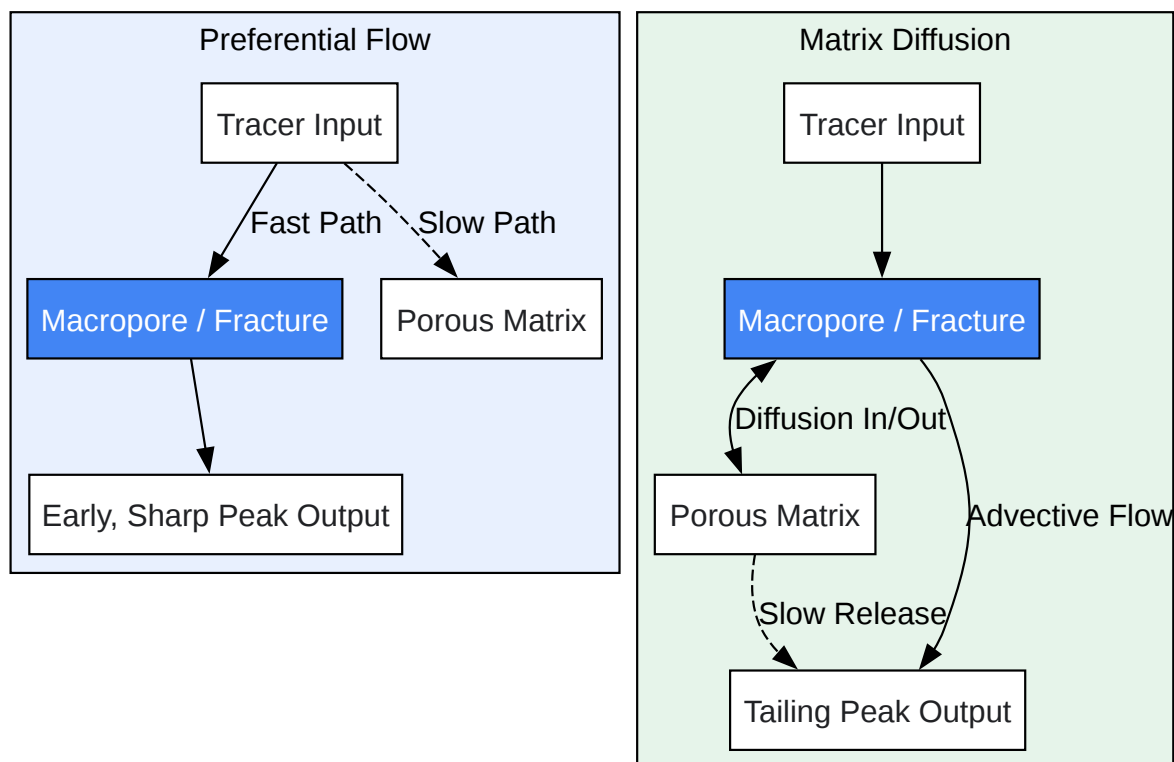 Preferential Flow
Tracer Input
Fast Path
Slow Path
Macropore / Fracture
Porous Matrix
Early, Sharp Peak Output
Matrix Diffusion
Tracer Input
Macropore / Fracture
Diffusion In/Out
Porous Matrix
Advective Flow
Slow Release
Tailing Peak Output